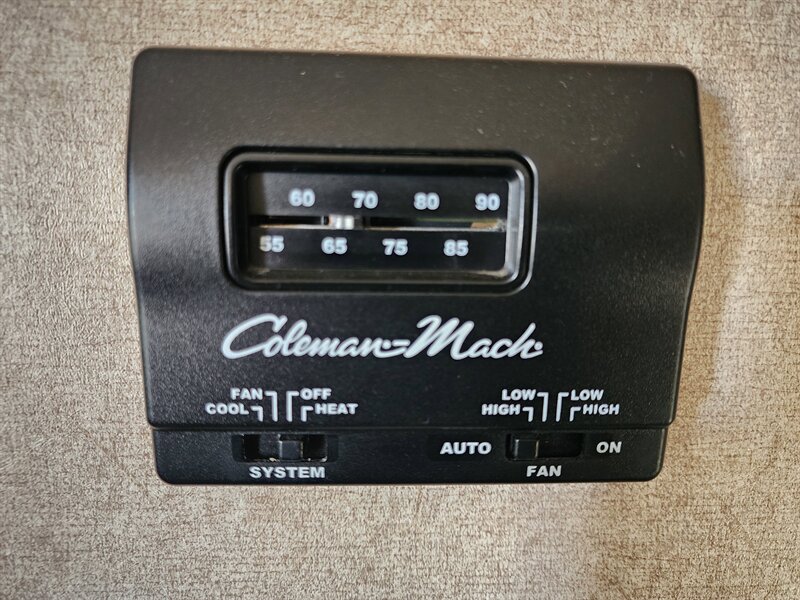 60 70 80 90
55 65 75 85
Coleman-Mach
FAN OFF
COOL HEAT
LOW LOW
HIGH HIGH
AUTO ON
SYSTEM FAN